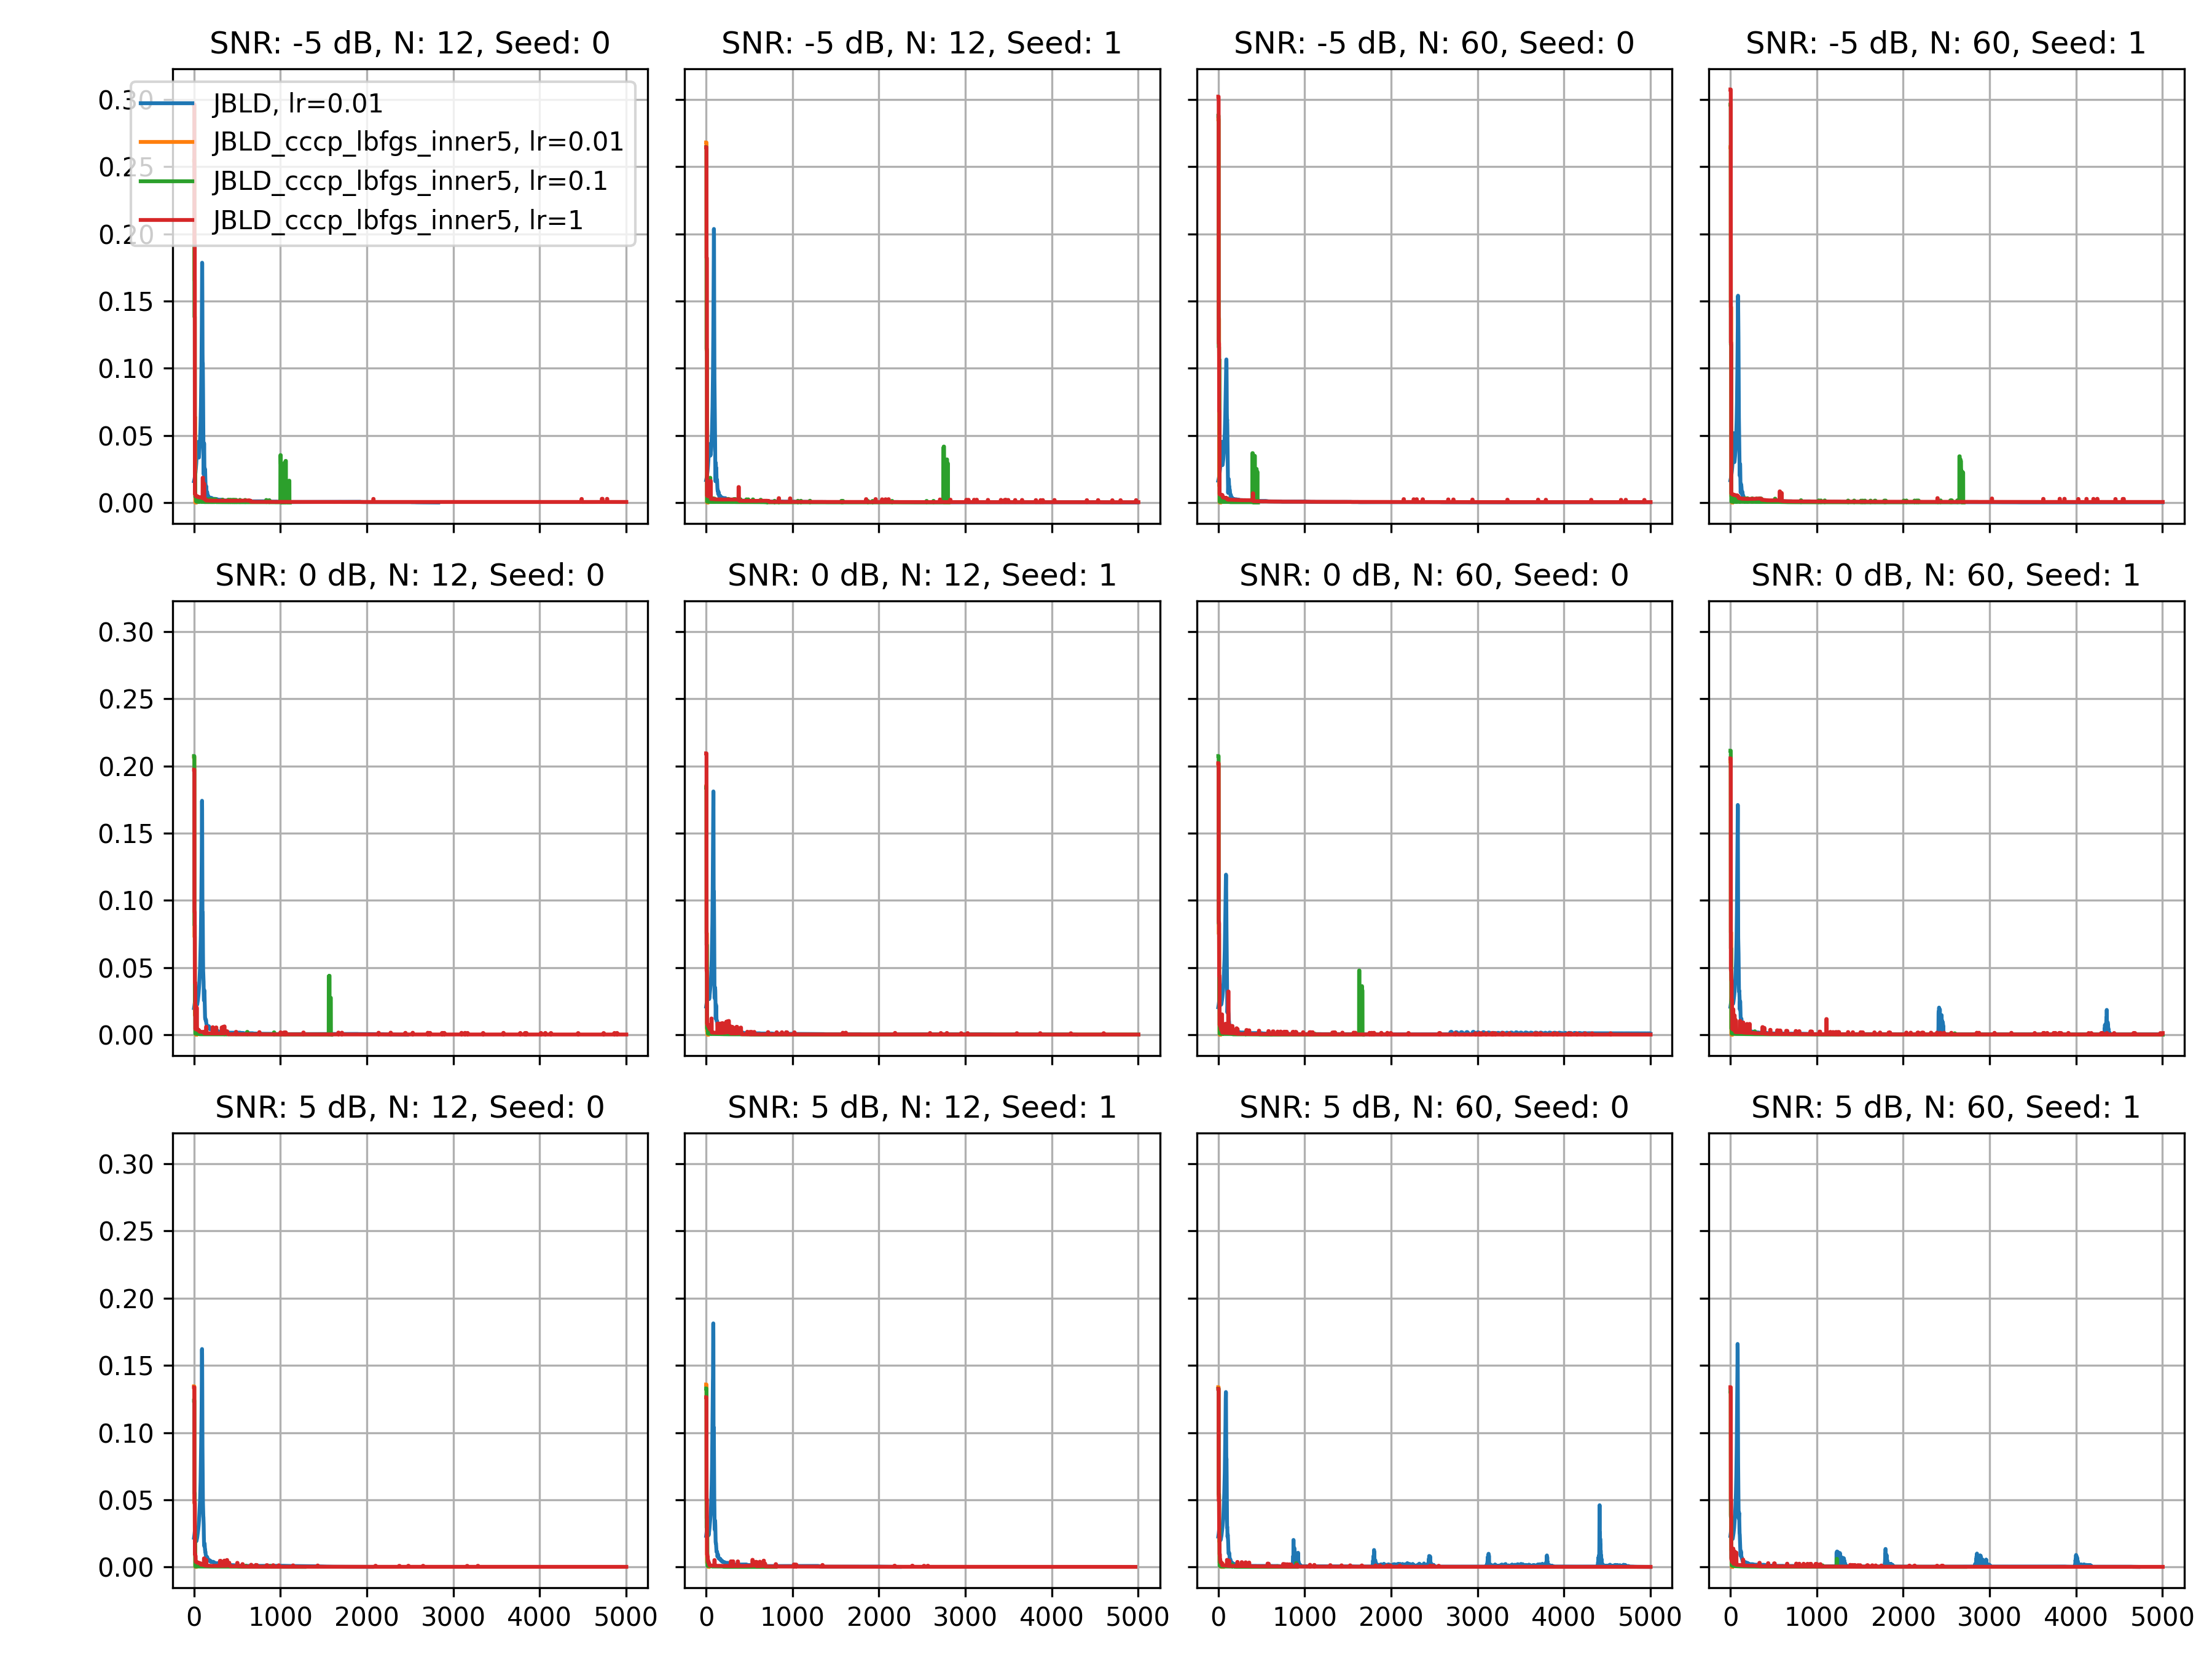 SNR: -5 dB, N: 12, Seed: 0
SNR: -5 dB, N: 12, Seed: 1
SNR: -5 dB, N: 60, Seed: 0
SNR: -5 dB, N: 60, Seed: 1
0.30
0.25
0.20
0.15
0.10
0.05
0.00
JBLD, lr=0.01
JBLD_cccp_lbfgs_inner5, lr=0.01
JBLD_cccp_lbfgs_inner5, lr=0.1
JBLD_cccp_lbfgs_inner5, lr=1
SNR: 0 dB, N: 12, Seed: 0
SNR: 0 dB, N: 12, Seed: 1
SNR: 0 dB, N: 60, Seed: 0
SNR: 0 dB, N: 60, Seed: 1
0.30
0.25
0.20
0.15
0.10
0.05
0.00
SNR: 5 dB, N: 12, Seed: 0
SNR: 5 dB, N: 12, Seed: 1
SNR: 5 dB, N: 60, Seed: 0
SNR: 5 dB, N: 60, Seed: 1
0.30
0.25
0.20
0.15
0.10
0.05
0.00
0 1000 2000 3000 4000 5000
0 1000 2000 3000 4000 5000
0 1000 2000 3000 4000 5000
0 1000 2000 3000 4000 5000